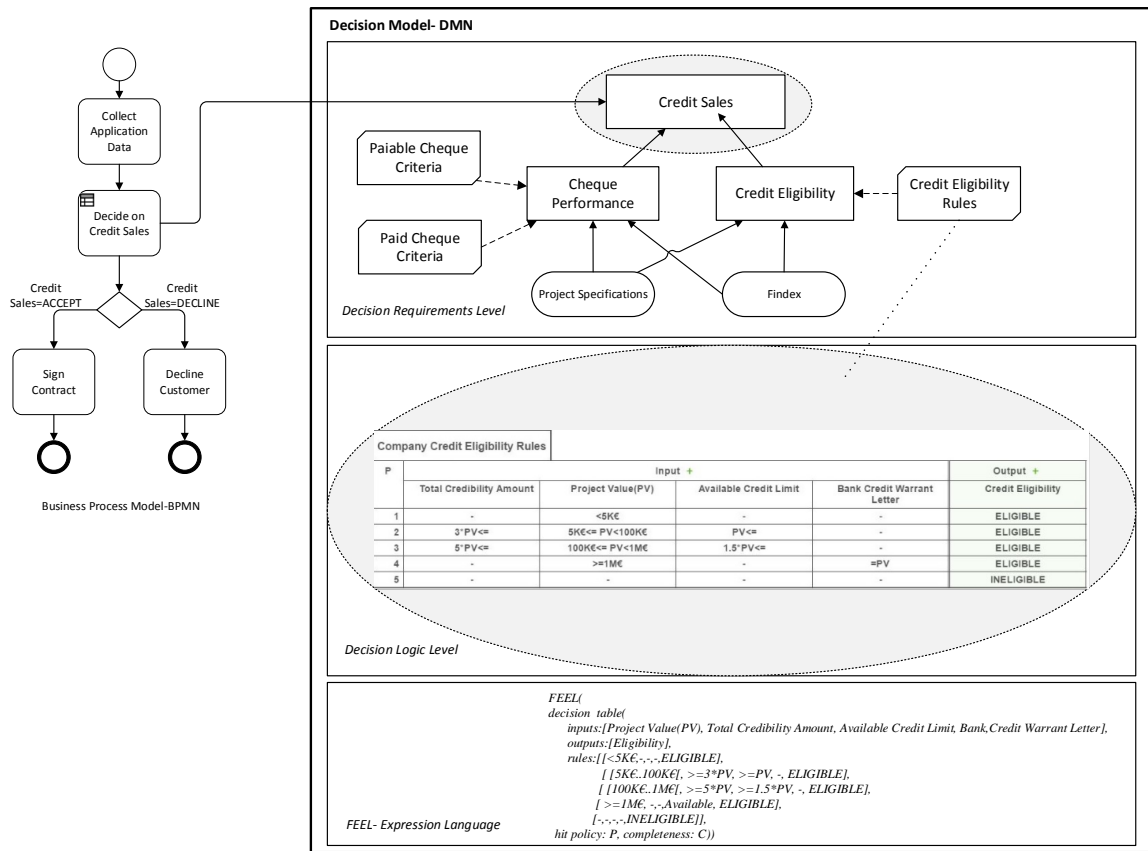 Decision Model- DMN
Collect
Application
Data
Decide on
Credit Sales
Credit
Sales=ACCEPT
Credit
Sales=DECLINE
Sign
Contract
Decline
Customer
Business Process Model-BPMN
Credit Sales
Paiable Cheque
Criteria
Cheque
Performance
Credit Eligibility
Credit Eligibility
Rules
Paid Cheque
Criteria
Project Specifications
Findex
Decision Requirements Level
Company Credit Eligibility Rules
P Input + Output +
Total Credibility Amount Project Value(PV) Available Credit Limit Bank Credit Warrant Letter Credit Eligibility
1 - <5K€ - - ELIGIBLE
2 3*PV<= 5K€<= PV<100K€ PV<= - ELIGIBLE
3 5*PV<= 100K€<= PV<1M€ 1.5*PV<= - ELIGIBLE
4 - >=1M€ - =PV ELIGIBLE
5 - - - - INELIGIBLE
Decision Logic Level
FEEL(
decision table(
inputs:[Project Value(PV), Total Credibility Amount, Available Credit Limit, Bank,Credit Warrant Letter],
outputs:[Eligibility],
rules:[[<5K€,-,-,-,ELIGIBLE],
[ [5K€..100K€[, >=3*PV, >=PV, -, ELIGIBLE],
[ [100K€..1M€[, >=5*PV, >=1.5*PV, -, ELIGIBLE],
[ >=1M€, -,-,Available, ELIGIBLE],
[-,-,-,-,INELIGIBLE]],
hit policy: P, completeness: C))
FEEL- Expression Language